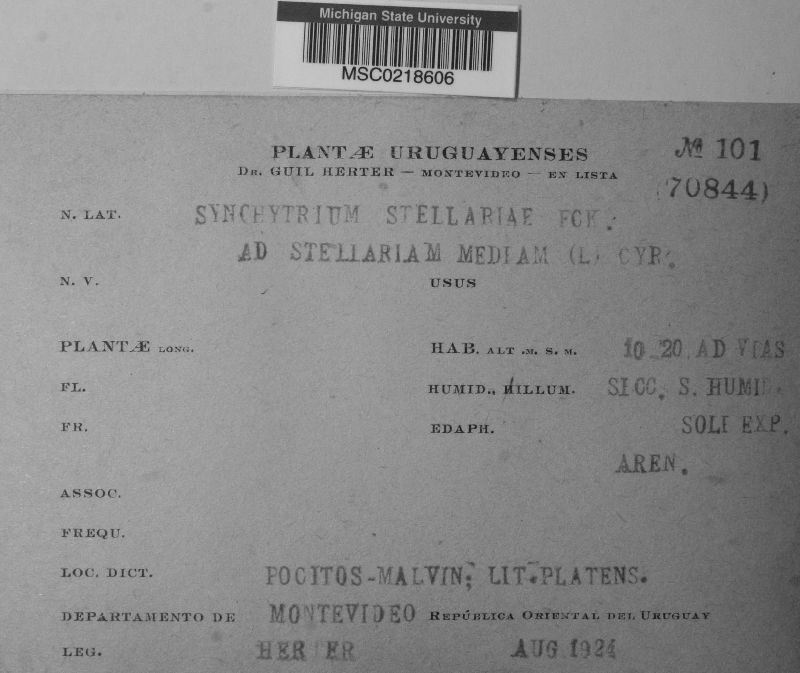 Michigan State University
MSC0218606
PLANTÆ URUGUAYENSES № 101
DR. GUIL HERTER — MONTEVIDEO — EN LISTA (70844)
N. LAT. SYNCHYTRIUM STELLARIAE FCK.
AD STELLARIAM MEDIAM (L) CYR.
N. V. USUS
PLANTÆ LONG. HAB. ALT .M. S. M. 10 20 AD VIAS
FL. HUMID., ILLUM. SICC, S. HUMID.
FR. EDAPH. SOLI EXP.
AREN.
ASSOC.
FREQU.
LOC. DICT. POCITOS-MALVIN; LIT.PLATENS.
DEPARTAMENTO DE MONTEVIDEO REPÚBLICA ORIENTAL DEL URUGUAY
LEG. HERTER AUG 1924